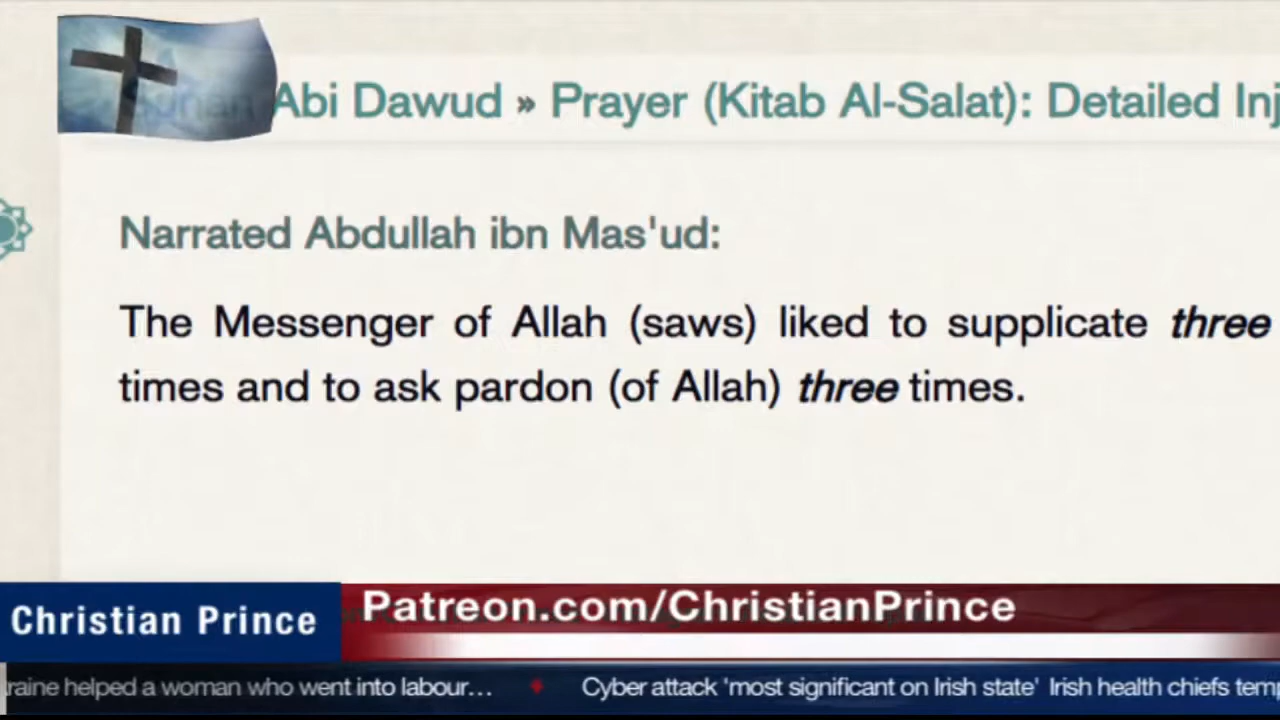 Sunan Abi Dawud » Prayer (Kitab Al-Salat): Detailed Inj
Narrated Abdullah ibn Mas'ud:
The Messenger of Allah (saws) liked to supplicate three
times and to ask pardon (of Allah) three times.
Christian Prince
Patreon.com/ChristianPrince
raine helped a woman who went into labour... Cyber attack 'most significant on Irish state' Irish health chiefs temp